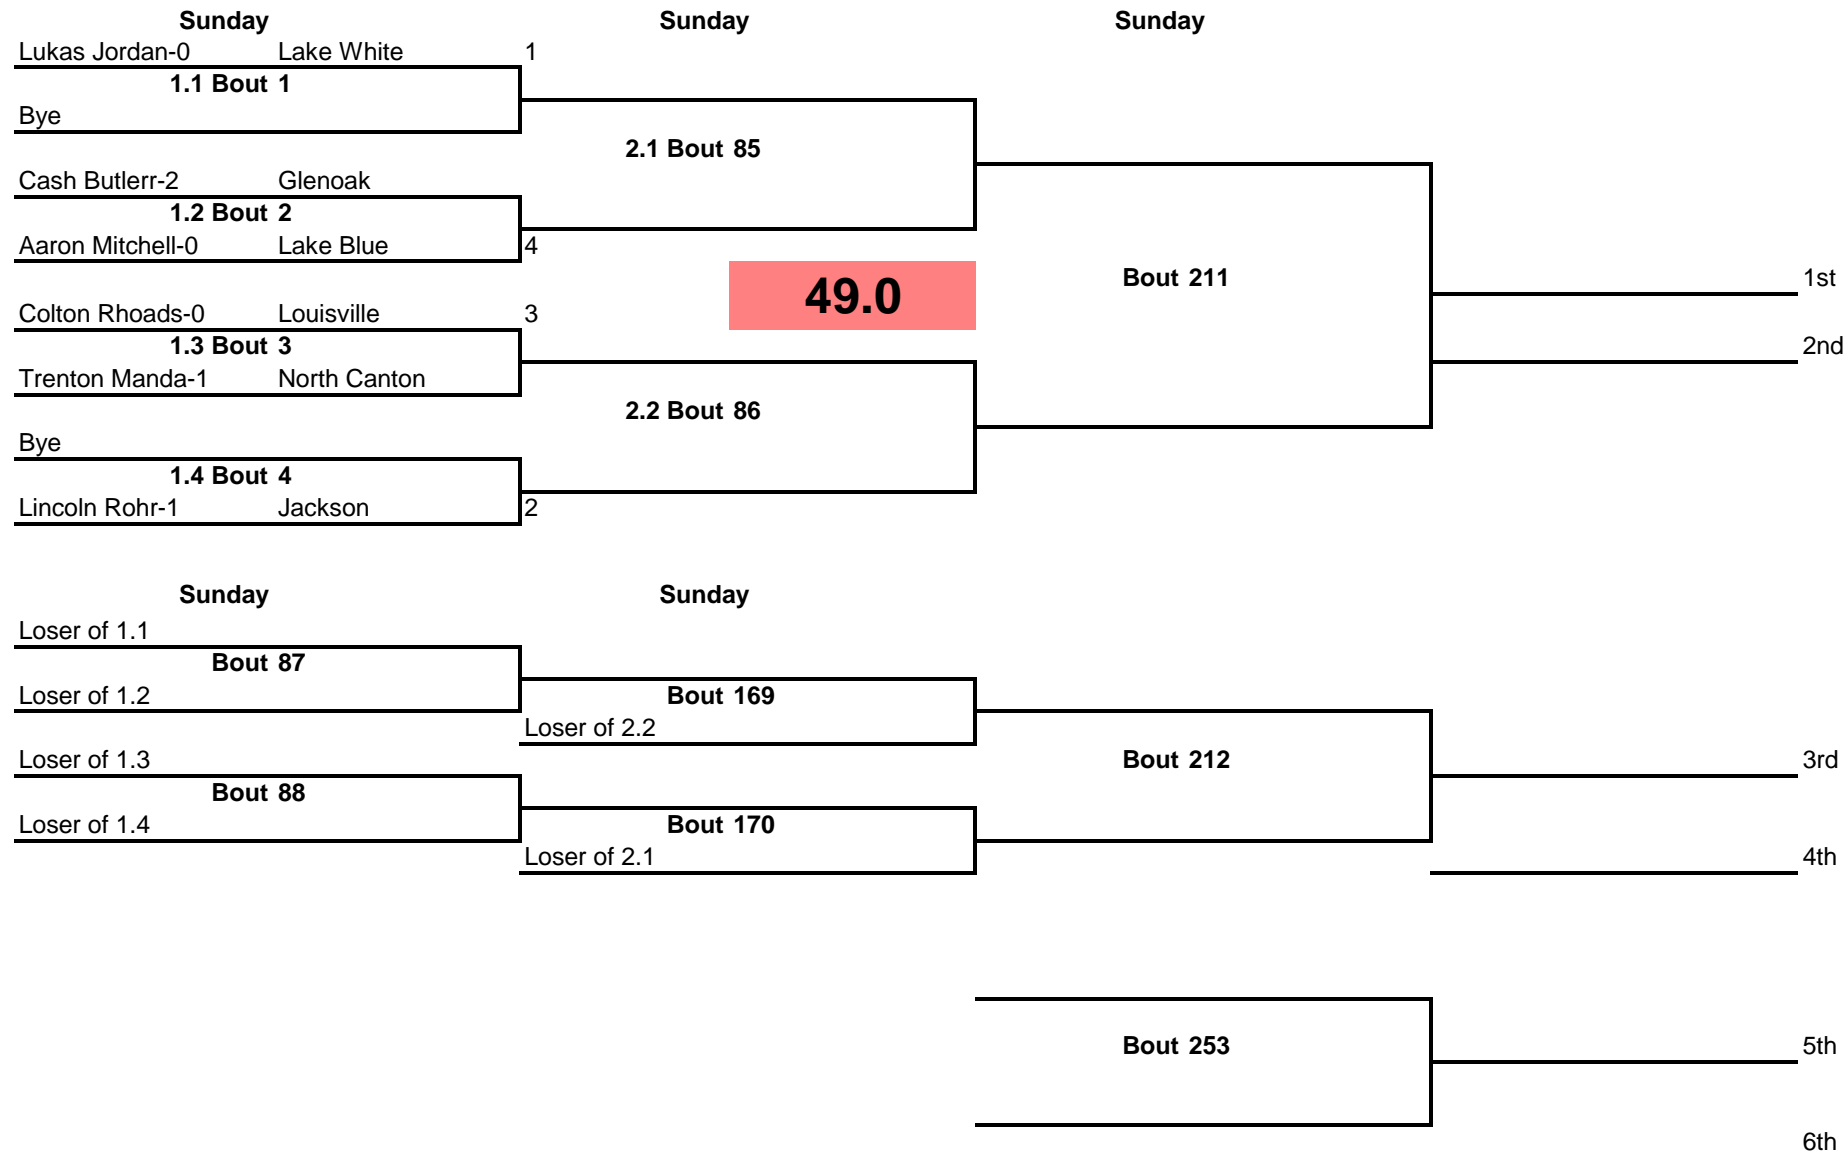 Sunday Sunday Sunday
Lukas Jordan-0 Lake White 1
1.1 Bout 1
Bye
2.1 Bout 85
Cash Butlerr-2 Glenoak
1.2 Bout 2
Aaron Mitchell-0 Lake Blue 4
49.0
Bout 211
1st
Colton Rhoads-0 Louisville 3
1.3 Bout 3
2nd
Trenton Manda-1 North Canton
2.2 Bout 86
Bye
1.4 Bout 4
Lincoln Rohr-1 Jackson 2
Sunday Sunday
Loser of 1.1
Bout 87
Loser of 1.2 Bout 169
Loser of 2.2
Loser of 1.3 Bout 212 3rd
Bout 88
Loser of 1.4 Bout 170
Loser of 2.1 4th
Bout 253 5th
6th